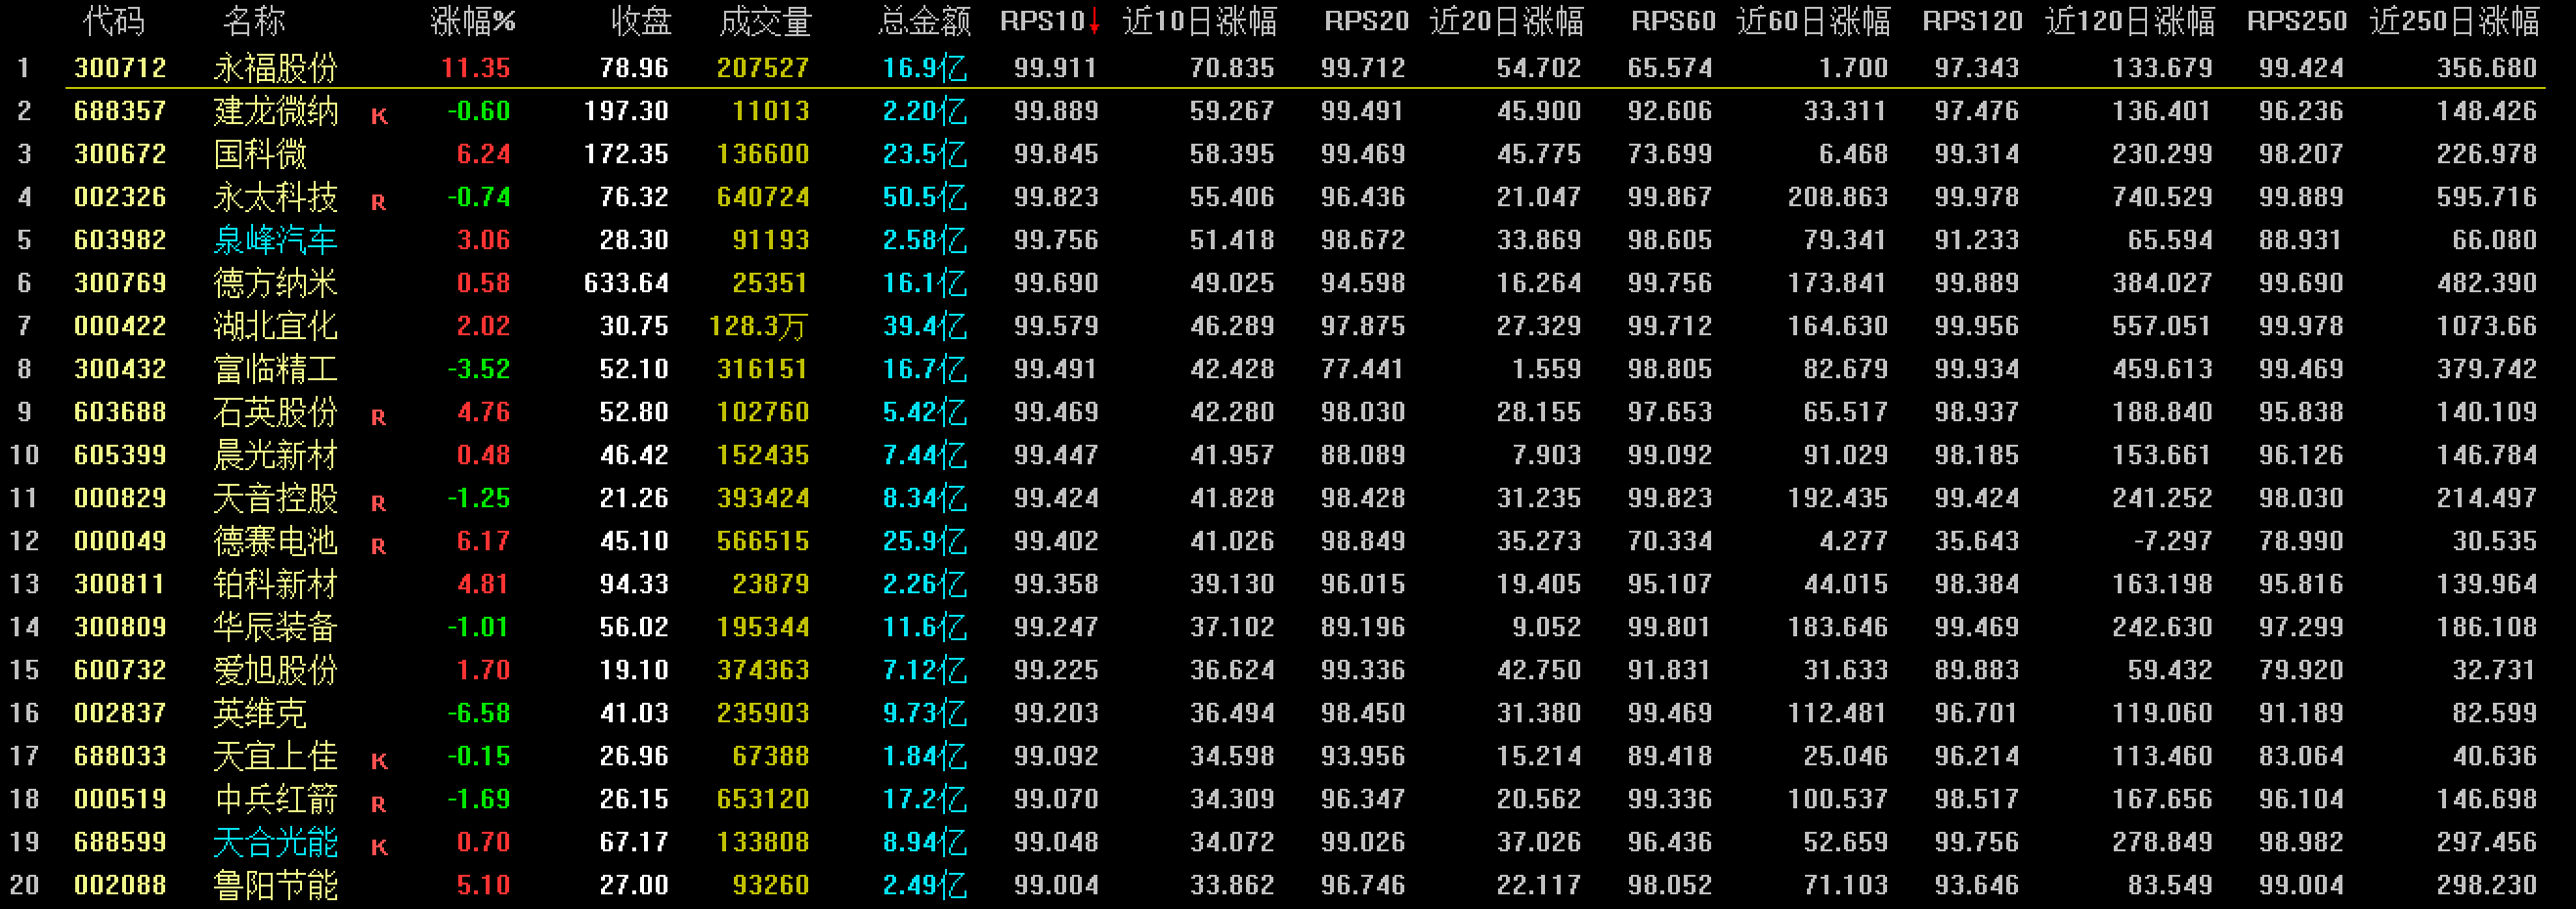 代码 名称 涨幅% 收盘 成交量 总金额 RPS10↓ 近10日涨幅 RPS20 近20日涨幅 RPS60 近60日涨幅 RPS120 近120日涨幅 RPS250 近250日涨幅
1 300712 永福股份 11.35 78.96 207527 16.9亿 99.911 70.835 99.712 54.702 65.574 1.700 97.343 133.679 99.424 356.680
2 688357 建龙微纳 K -0.60 197.30 11013 2.20亿 99.889 59.267 99.491 45.900 92.606 33.311 97.476 136.401 96.236 148.426
3 300672 国科微 6.24 172.35 136600 23.5亿 99.845 58.395 99.469 45.775 73.699 6.468 99.314 230.299 98.207 226.978
4 002326 永太科技 R -0.74 76.32 640724 50.5亿 99.823 55.406 96.436 21.047 99.867 208.863 99.978 740.529 99.889 595.716
5 603982 泉峰汽车 3.06 28.30 91193 2.58亿 99.756 51.418 98.672 33.869 98.605 79.341 91.233 65.594 88.931 66.080
6 300769 德方纳米 0.58 633.64 25351 16.1亿 99.690 49.025 94.598 16.264 99.756 173.841 99.889 384.027 99.690 482.390
7 000422 湖北宜化 2.02 30.75 128.3万 39.4亿 99.579 46.289 97.875 27.329 99.712 164.630 99.956 557.051 99.978 1073.66
8 300432 富临精工 -3.52 52.10 316151 16.7亿 99.491 42.428 77.441 1.559 98.805 82.679 99.934 459.613 99.469 379.742
9 603688 石英股份 R 4.76 52.80 102760 5.42亿 99.469 42.280 98.030 28.155 97.653 65.517 98.937 188.840 95.838 140.109
10 605399 晨光新材 0.48 46.42 152435 7.44亿 99.447 41.957 88.089 7.903 99.092 91.029 98.185 153.661 96.126 146.784
11 000829 天音控股 R -1.25 21.26 393424 8.34亿 99.424 41.828 98.428 31.235 99.823 192.435 99.424 241.252 98.030 214.497
12 000049 德赛电池 R 6.17 45.10 566515 25.9亿 99.402 41.026 98.849 35.273 70.334 4.277 35.643 -7.297 78.990 30.535
13 300811 铂科新材 4.81 94.33 23879 2.26亿 99.358 39.130 96.015 19.405 95.107 44.015 98.384 163.198 95.816 139.964
14 300809 华辰装备 -1.01 56.02 195344 11.6亿 99.247 37.102 89.196 9.052 99.801 183.646 99.469 242.630 97.299 186.108
15 600732 爱旭股份 1.70 19.10 374363 7.12亿 99.225 36.624 99.336 42.750 91.831 31.633 89.883 59.432 79.920 32.731
16 002837 英维克 -6.58 41.03 235903 9.73亿 99.203 36.494 98.450 31.380 99.469 112.481 96.701 119.060 91.189 82.599
17 688033 天宜上佳 K -0.15 26.96 67388 1.84亿 99.092 34.598 93.956 15.214 89.418 25.046 96.214 113.460 83.064 40.636
18 000519 中兵红箭 R -1.69 26.15 653120 17.2亿 99.070 34.309 96.347 20.562 99.336 100.537 98.517 167.656 96.104 146.698
19 688599 天合光能 K 0.70 67.17 133808 8.94亿 99.048 34.072 99.026 37.026 96.436 52.659 99.756 278.849 98.982 297.456
20 002088 鲁阳节能 5.10 27.00 93260 2.49亿 99.004 33.862 96.746 22.117 98.052 71.103 93.646 83.549 99.004 298.230